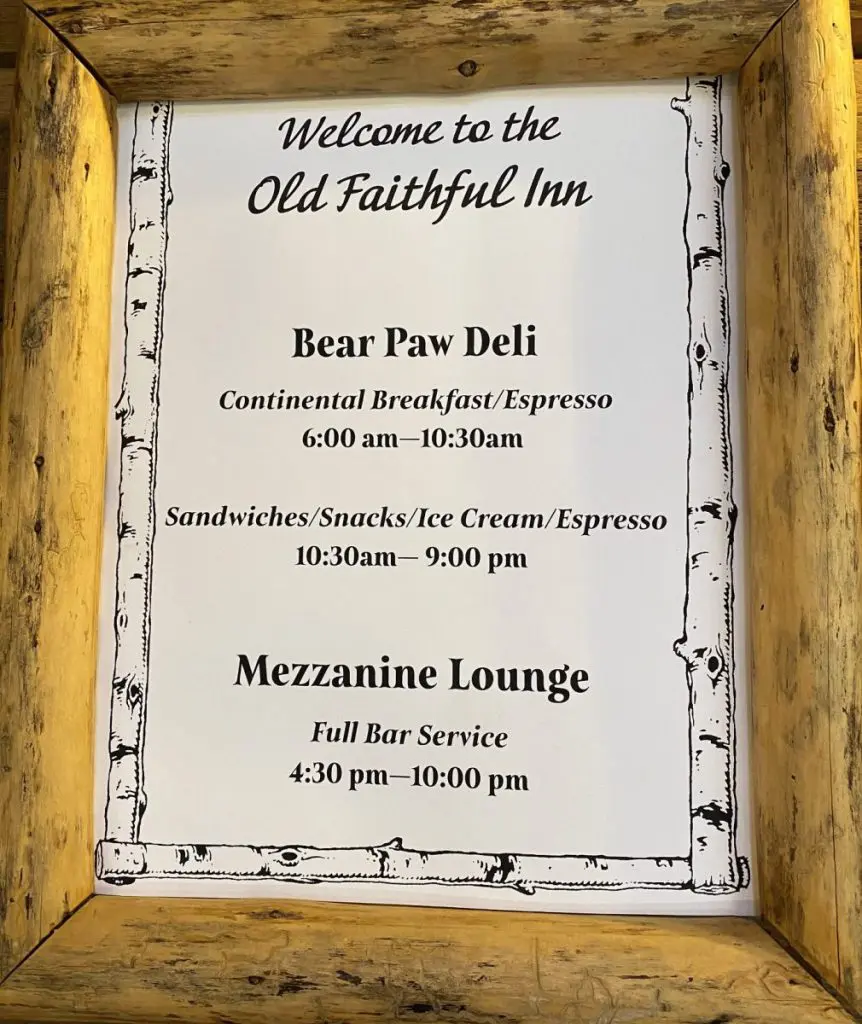 Welcome to the
Old Faithful Inn
Bear Paw Deli
Continental Breakfast/Espresso
6:00 am—10:30am
Sandwiches/Snacks/Ice Cream/Espresso
10:30am— 9:00 pm
Mezzanine Lounge
Full Bar Service
4:30 pm—10:00 pm